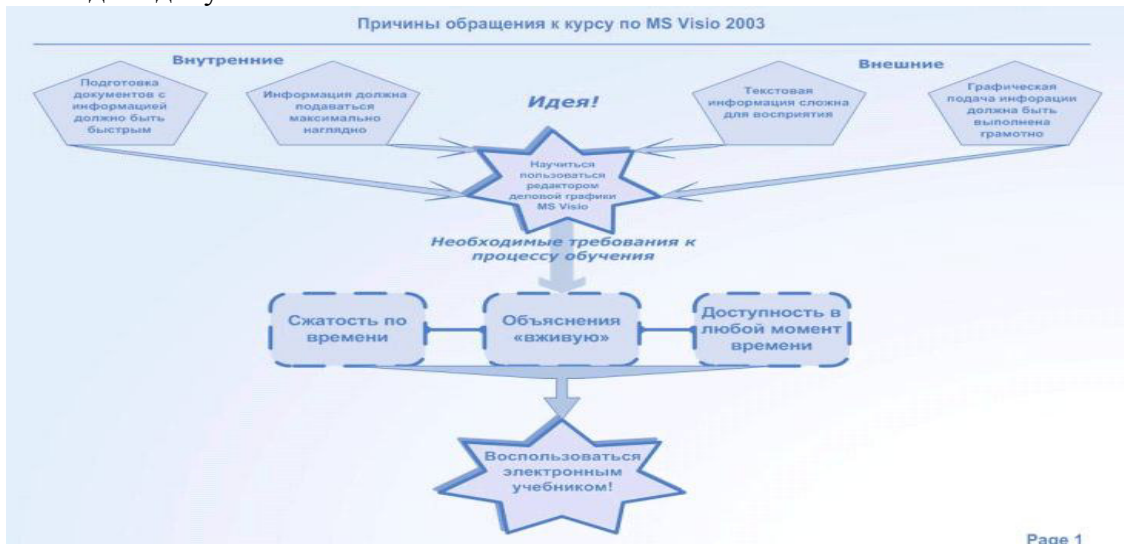 Причины обращения к курсу по MS Visio 2003
Внутренние
Внешние
Подготовка
документов с
информацией
должно быть
быстрым
Информация должна
подаваться
максимально
наглядно
Идея!
Текстовая
информация сложна
для восприятия
Графическая
подача инфорации
должна быть
выполнена
грамотно
Научиться
пользоваться
редактором
деловой графики
MS Visio
Необходимые требования к
процессу обучения
Сжатость по
времени
Объяснения
«вживую»
Доступность в
любой момент
времени
Воспользоваться
электронным
учебником!
Page 1